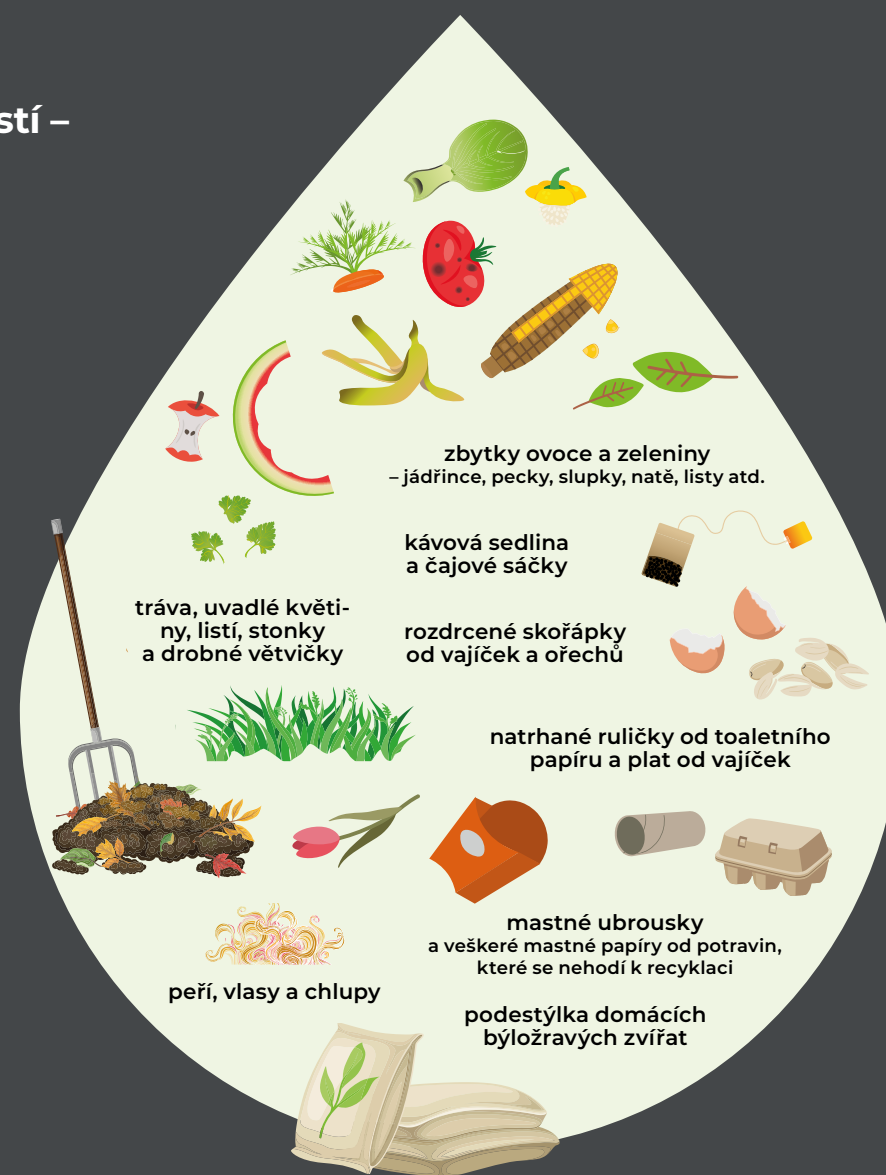 stí –
zbytky ovoce a zeleniny
– jádřince, pecky, slupky, natě, listy atd.
kávová sedlina
a čajové sáčky
tráva, uvadlé květi-
ny, listí, stonky
a drobné větvičky
rozdrcené skořápky
od vajíček a ořechů
natrhané ruličky od toaletního
papíru a plat od vajíček
mastné ubrousky
a veškeré mastné papíry od potravin,
které se nehodí k recyklaci
peří, vlasy a chlupy
podestýlka domácích
býložravých zvířat